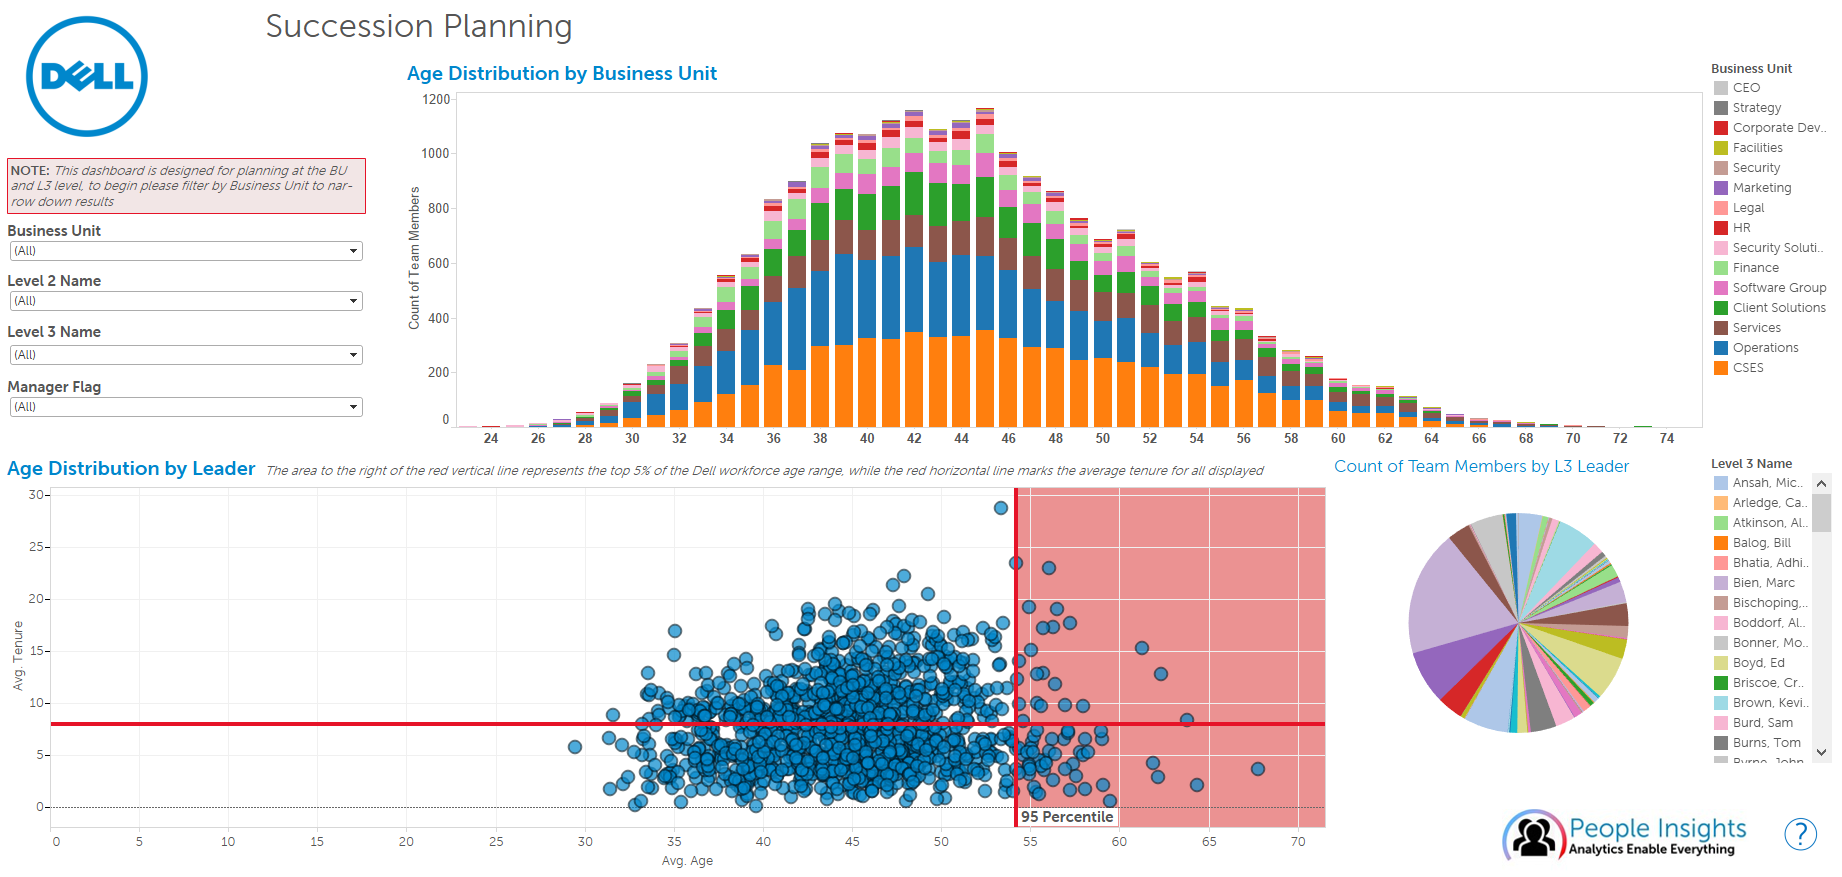 DELL
Succession Planning
NOTE: This dashboard is designed for planning at the BU
and L3 level, to begin please filter by Business Unit to nar-
row down results
Business Unit
(All)
Level 2 Name
(All)
Level 3 Name
(All)
Manager Flag
(All)
Age Distribution by Business Unit
Count of Team Members
1200
1000
800
600
400
200
0
24 26 28 30 32 34 36 38 40 42 44 46 48 50 52 54 56 58 60 62 64 66 68 70 72 74
Business Unit
CEO
Strategy
Corporate Dev..
Facilities
Security
Marketing
Legal
HR
Security Soluti..
Finance
Software Group
Client Solutions
Services
Operations
CSES
Age Distribution by Leader The area to the right of the red vertical line represents the top 5% of the Dell workforce age range, while the red horizontal line marks the average tenure for all displayed
Avg. Tenure
30
25
20
15
10
5
0
95 Percentile
0 5 10 15 20 25 30 35 40 45 50 55 60 65 70
Avg. Age
Count of Team Members by L3 Leader
Level 3 Name
Ansah, Mic..
Arledge, Ca..
Atkinson, Al..
Balog, Bill
Bhatia, Adhi..
Bien, Marc
Bischoping,..
Boddorf, Al..
Bonner, Mo..
Boyd, Ed
Briscoe, Cr..
Brown, Kevi..
Burd, Sam
Burns, Tom
Byrne, John
People Insights
Analytics Enable Everything
?